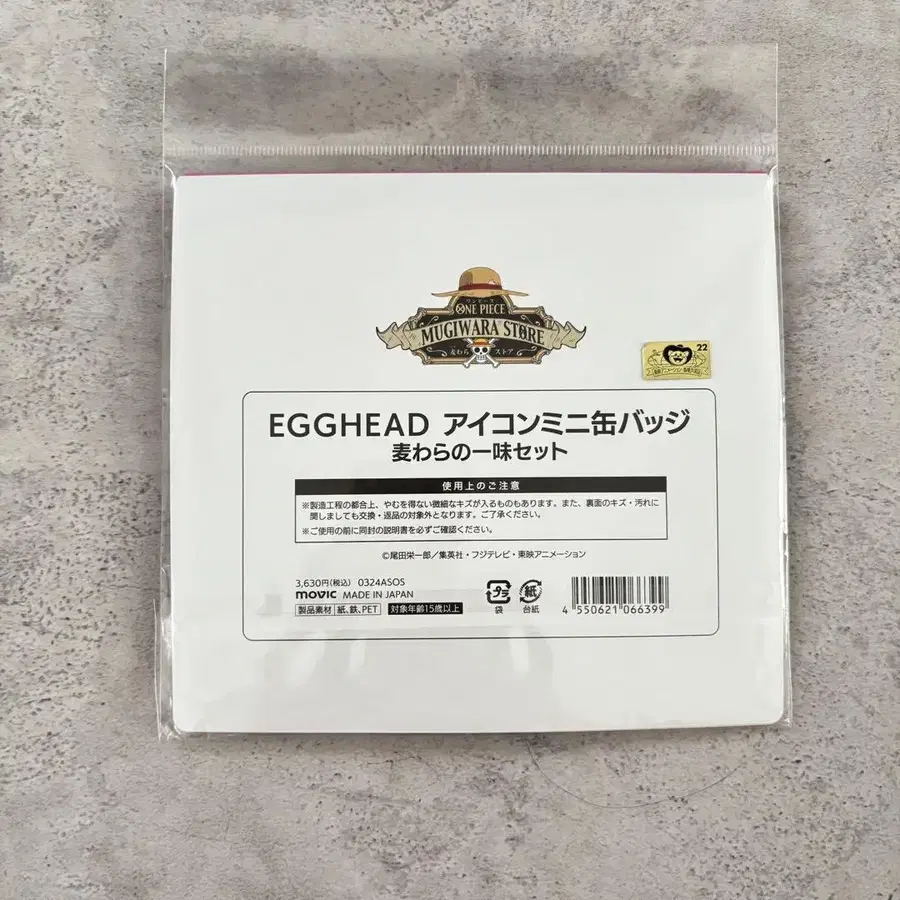 ワンピース
ONE PIECE
MUGIWARA STORE
麦わら ストア
22
EGGHEAD アイコンミニ缶バッジ
麦わらの一味セット
使用上のご注意
※製造工程の都合上、やむを得ない微細なキズが入るものもあります。また、裏面のキズ・汚れに
関しましても交換・返品の対象外となります。ご了承ください。
※ご使用の前に同封の説明書を必ずご確認ください。
©尾田栄一郎／集英社・フジテレビ・東映アニメーション
3,630円(税込) 0324ASOS
movic MADE IN JAPAN
製品素材 紙、鉄、PET 対象年齢15歳以上
プラ 紙
袋 台紙
4 550621 066399